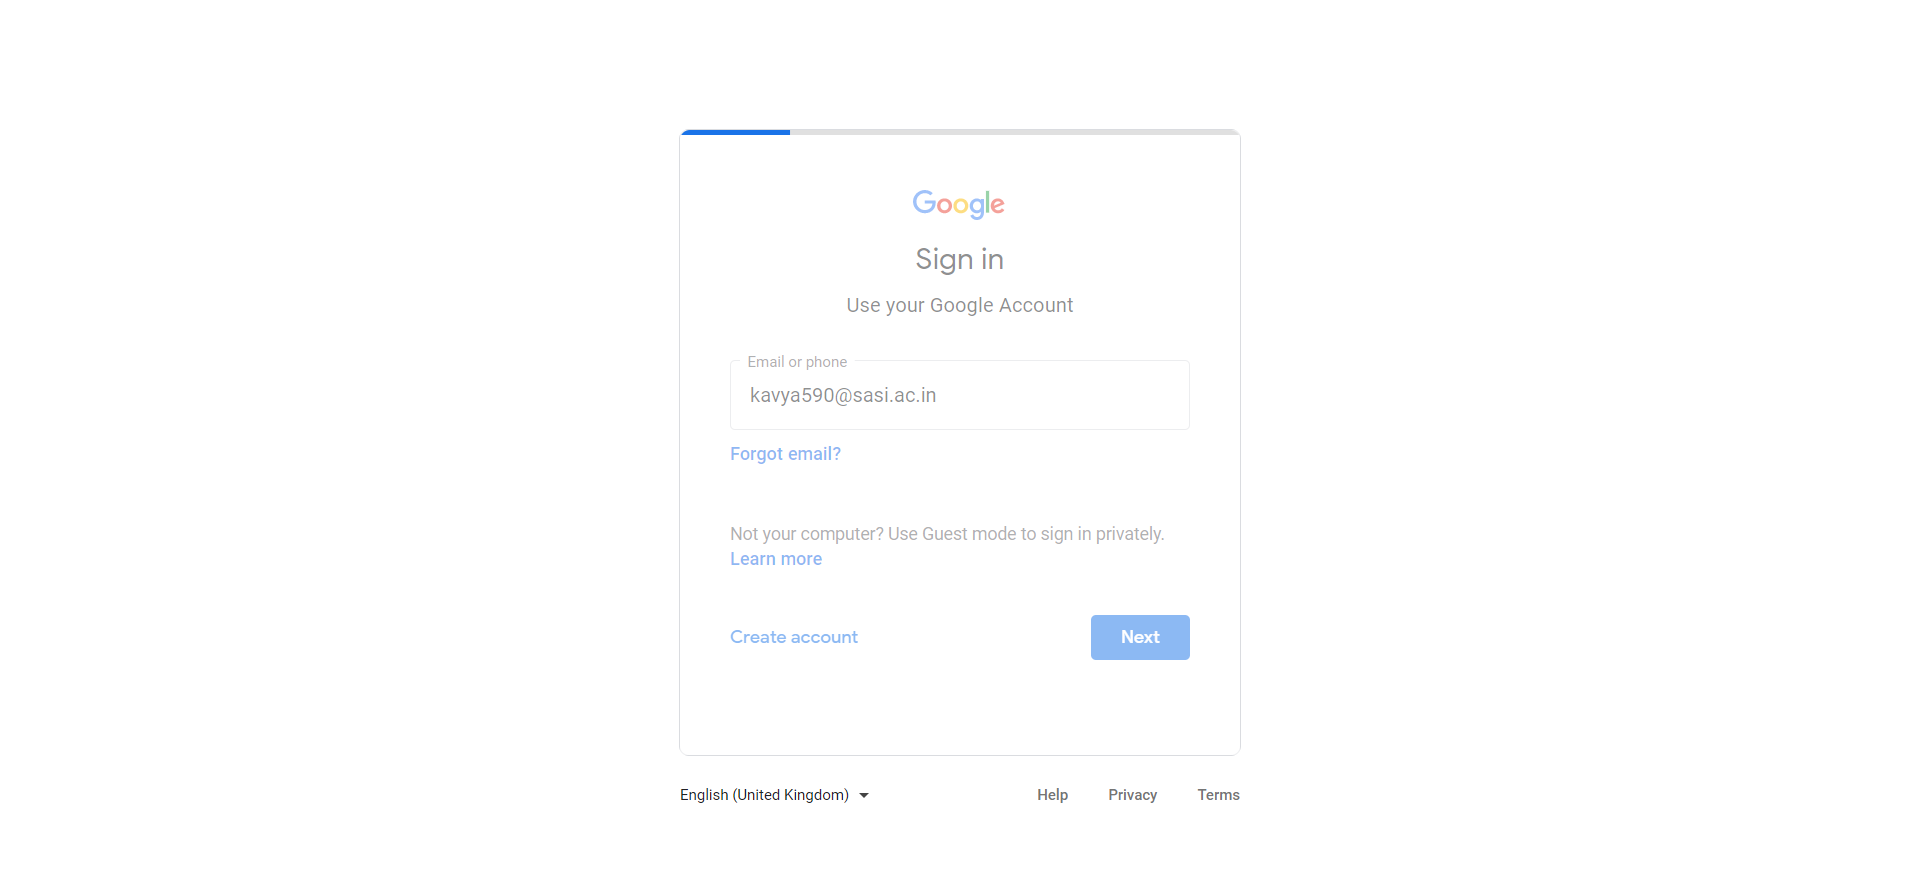 Google
Sign in
Use your Google Account
Email or phone
kavya590@sasi.ac.in
Forgot email?
Not your computer? Use Guest mode to sign in privately.
Learn more
Create account
Next
English (United Kingdom)
Help
Privacy
Terms